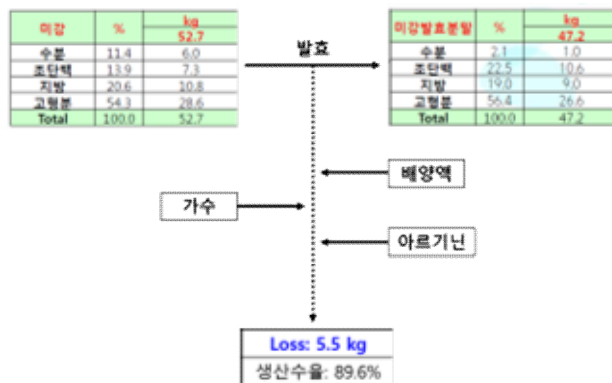 미강 % kg
52.7
수분 11.4 6.0
조단백 13.9 7.3
지방 20.6 10.8
고형분 54.3 28.6
Total 100.0 52.7
발효
미강발효분말 % kg
47.2
수분 2.1 1.0
조단백 22.5 10.6
지방 19.0 9.0
고형분 56.4 26.6
Total 100.0 47.2
배양액
가수
아르기닌
Loss: 5.5 kg
생산수율: 89.6%